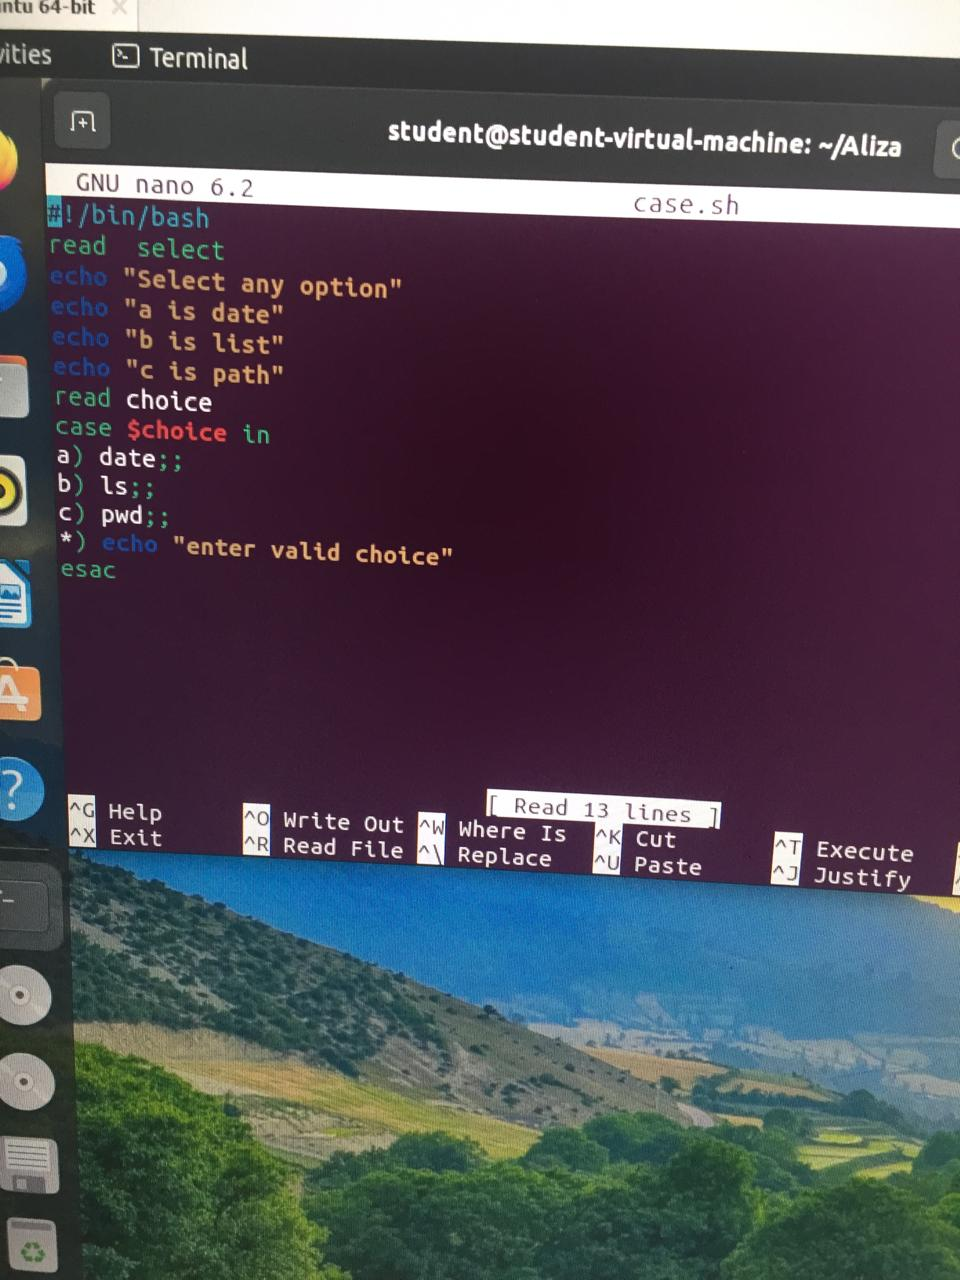 64-bit
Terminal
student@student-virtual-machine: ~/Aliza
GNU nano 6.2 case.sh
#!/bin/bash
read  select
echo "Select any option"
echo "a is date"
echo "b is list"
echo "c is path"
read choice
case $choice in
a) date;;
b) ls;;
c) pwd;;
*) echo "enter valid choice"
esac
[ Read 13 lines ]
^G Help ^O Write Out ^W Where Is ^K Cut ^T Execute
^X Exit ^R Read File ^\ Replace ^U Paste ^J Justify